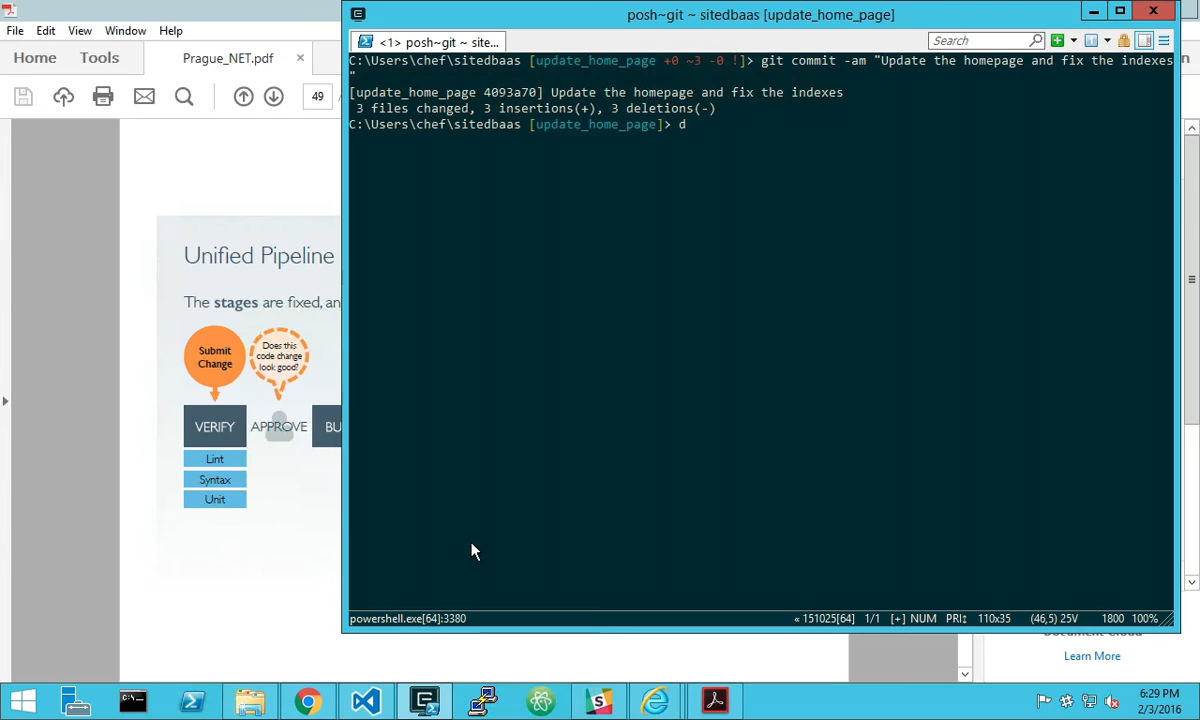 posh~git ~ sitedbaas [update_home_page]
File Edit View Window Help
<1> posh~git ~ site...
Search
Home Tools Prague_NET.pdf ×
C:\Users\chef\sitedbaas [update_home_page +0 ~3 -0 !]> git commit -am "Update the homepage and fix the indexes
"
[update_home_page 4093a70] Update the homepage and fix the indexes
3 files changed, 3 insertions(+), 3 deletions(-)
C:\Users\chef\sitedbaas [update_home_page]> d
49 /
Unified Pipeline
The stages are fixed, an
Submit
Change
Does this
code change
look good?
VERIFY
APPROVE
BU
Lint
Syntax
Unit
powershell.exe[64]:3380
« 151025[64] 1/1 [+] NUM PRI↕ 110x35 (46,5) 25V 1800 100%
Learn More
6:29 PM
2/3/2016